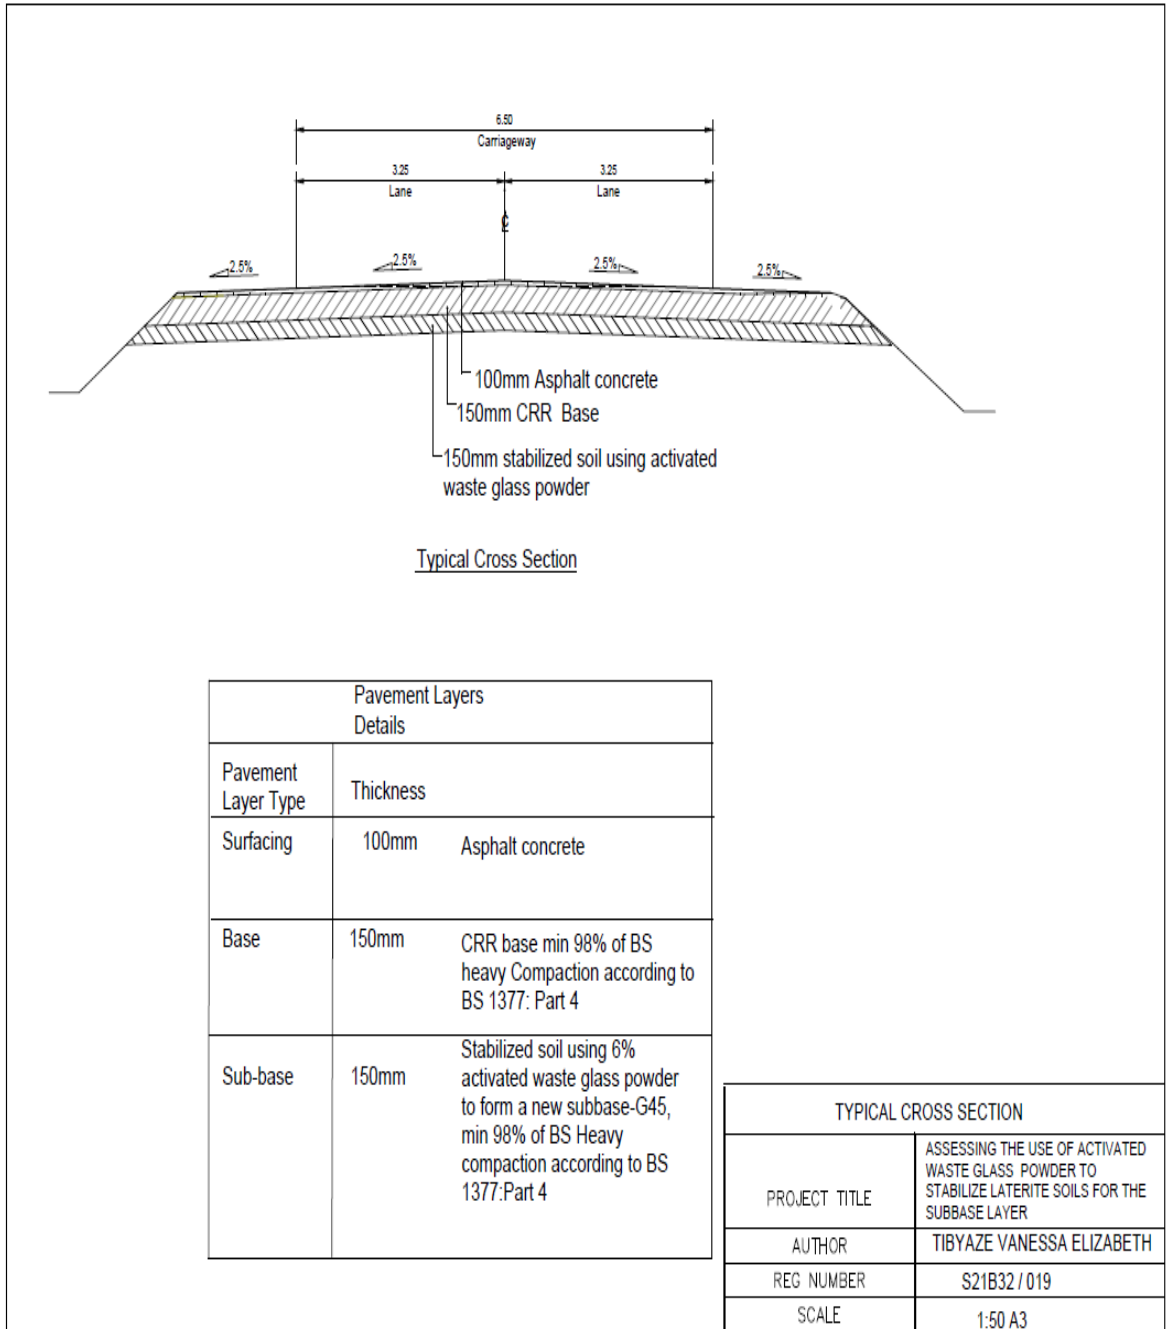 6.50
Carriageway
3.25
3.25
Lane
Lane
℄
2.5%
2.5%
2.5%
2.5%
100mm Asphalt concrete
150mm CRR Base
150mm stabilized soil using activated
waste glass powder
Typical Cross Section
Pavement Layers
Details
Pavement
Layer Type
Thickness
Surfacing
100mm
Asphalt concrete
Base
150mm
CRR base min 98% of BS
heavy Compaction according to
BS 1377: Part 4
Sub-base
150mm
Stabilized soil using 6%
activated waste glass powder
to form a new subbase-G45,
min 98% of BS Heavy
compaction according to BS
1377:Part 4
TYPICAL CROSS SECTION
PROJECT TITLE
ASSESSING THE USE OF ACTIVATED
WASTE GLASS POWDER TO
STABILIZE LATERITE SOILS FOR THE
SUBBASE LAYER
AUTHOR
TIBYAZE VANESSA ELIZABETH
REG NUMBER
S21B32 / 019
SCALE
1:50 A3